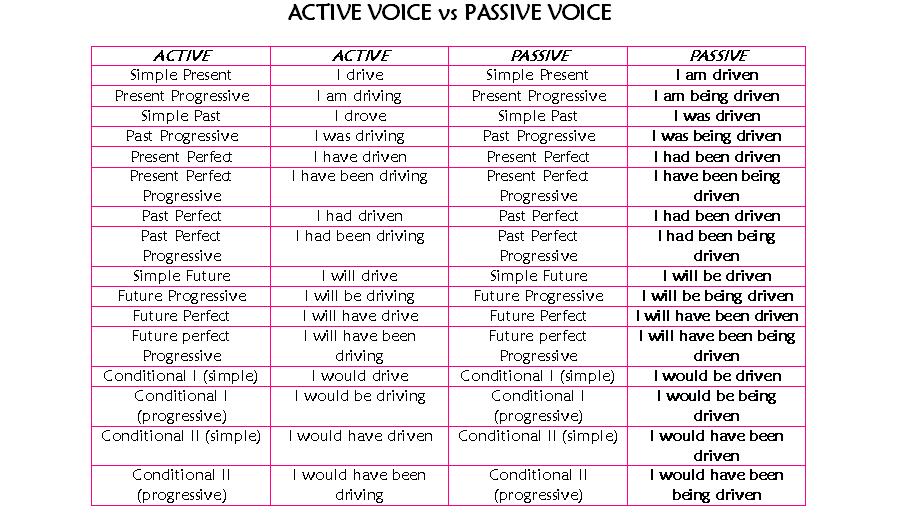 ACTIVE VOICE vs PASSIVE VOICE
ACTIVE ACTIVE PASSIVE PASSIVE
Simple Present I drive Simple Present I am driven
Present Progressive I am driving Present Progressive I am being driven
Simple Past I drove Simple Past I was driven
Past Progressive I was driving Past Progressive I was being driven
Present Perfect I have driven Present Perfect I had been driven
Present Perfect I have been driving Present Perfect I have been being
Progressive Progressive driven
Past Perfect I had driven Past Perfect I had been driven
Past Perfect I had been driving Past Perfect I had been being
Progressive Progressive driven
Simple Future I will drive Simple Future I will be driven
Future Progressive I will be driving Future Progressive I will be being driven
Future Perfect I will have drive Future Perfect I will have been driven
Future perfect I will have been Future perfect I will have been being
Progressive driving Progressive driven
Conditional I (simple) I would drive Conditional I (simple) I would be driven
Conditional I I would be driving Conditional I I would be being
(progressive) (progressive) driven
Conditional II (simple) I would have driven Conditional II (simple) I would have been
driven
Conditional II I would have been Conditional II I would have been
(progressive) driving (progressive) being driven